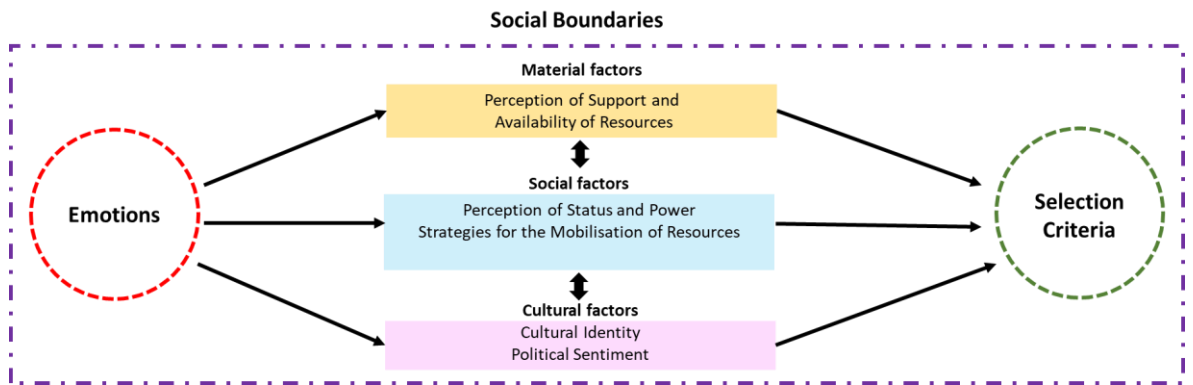 Social Boundaries
Material factors
Perception of Support and
Availability of Resources
Emotions
Social factors
Perception of Status and Power
Strategies for the Mobilisation of Resources
Selection
Criteria
Cultural factors
Cultural Identity
Political Sentiment